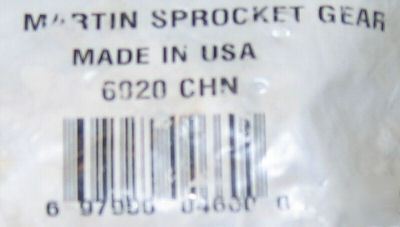 MARTIN SPROCKET GEAR
MADE IN USA
6020 CHN